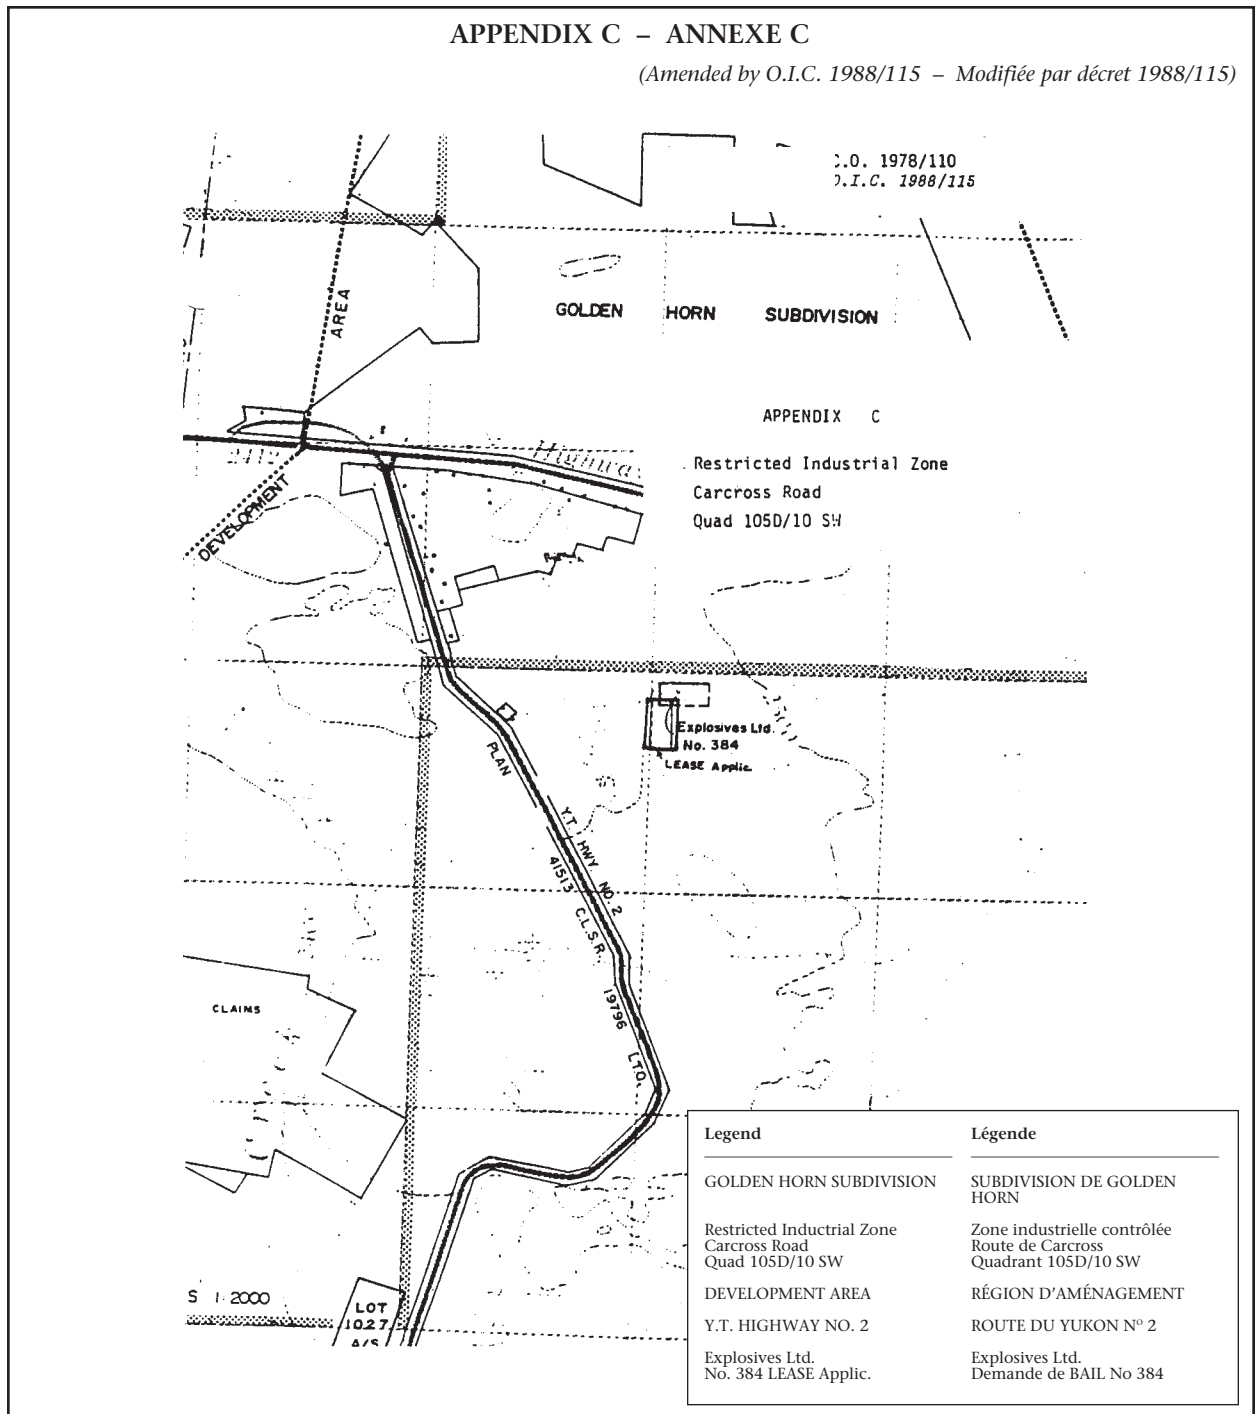 APPENDIX C – ANNEXE C
(Amended by O.I.C. 1988/115 – Modifiée par décret 1988/115)
C.O. 1978/110
O.I.C. 1988/115
AREA
GOLDEN HORN SUBDIVISION
APPENDIX C
Highwa
Restricted Industrial Zone
Carcross Road
Quad 105D/10 SW
DEVELOPMENT
Explosives Ltd.
No. 384
LEASE Applic.
PLAN
Y.T. HWY NO. 2
41513 C.L.S.R.
19796 L.T.O.
CLAIMS
S 1:2000
LOT
1027
A/S
Legend
Légende
GOLDEN HORN SUBDIVISION
SUBDIVISION DE GOLDEN
HORN
Restricted Inductrial Zone
Carcross Road
Quad 105D/10 SW
Zone industrielle contrôlée
Route de Carcross
Quadrant 105D/10 SW
DEVELOPMENT AREA
RÉGION D'AMÉNAGEMENT
Y.T. HIGHWAY NO. 2
ROUTE DU YUKON Nº 2
Explosives Ltd.
No. 384 LEASE Applic.
Explosives Ltd.
Demande de BAIL No 384